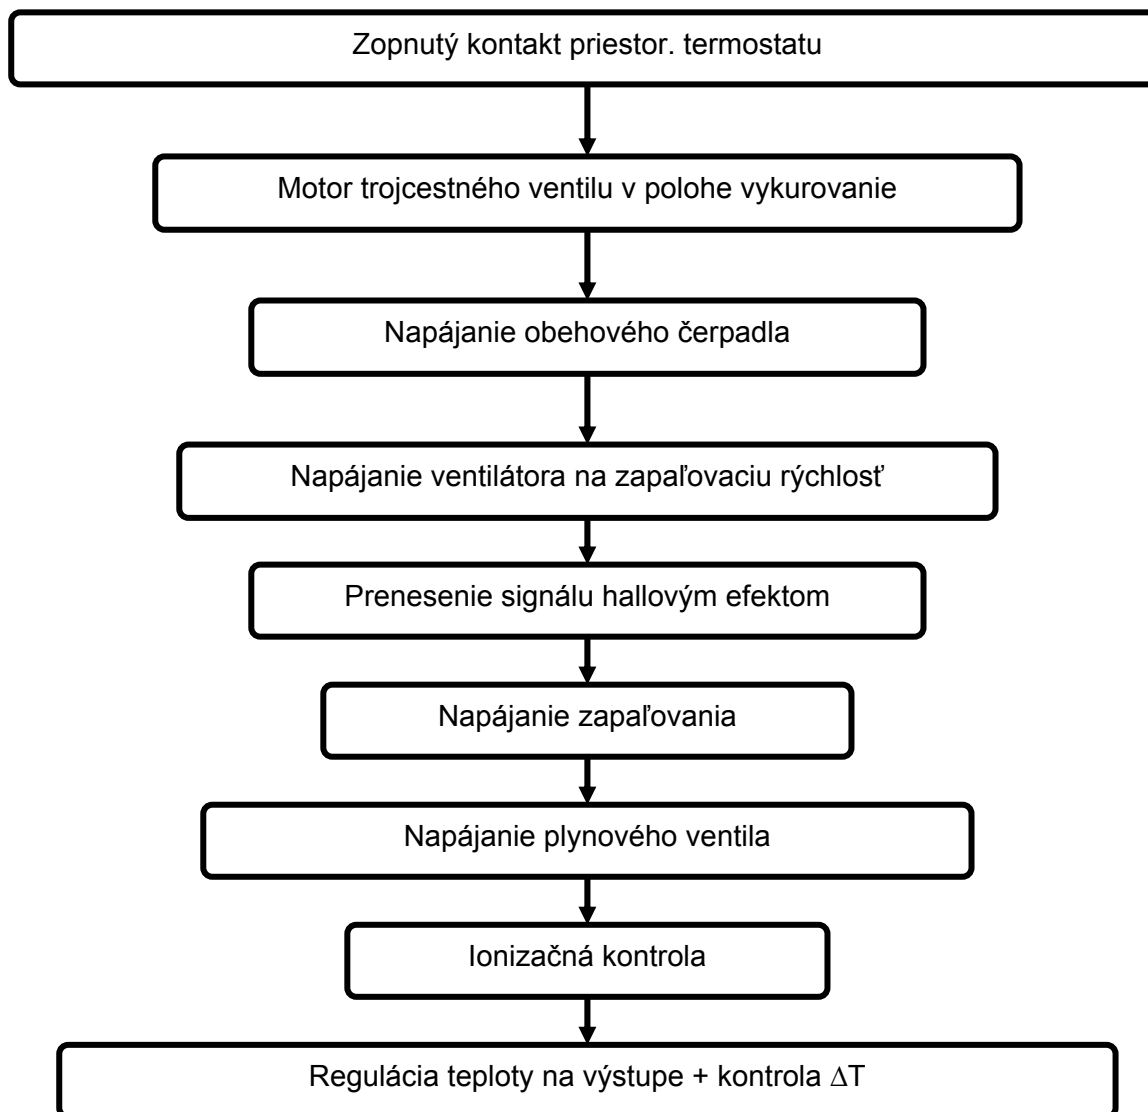 Zopnutý kontakt priestor. termostatu
Motor trojcestného ventilu v polohe vykurovanie
Napájanie obehového čerpadla
Napájanie ventilátora na zapaľovaciu rýchlosť
Prenesenie signálu hallovým efektom
Napájanie zapaľovania
Napájanie plynového ventila
Ionizačná kontrola
Regulácia teploty na výstupe + kontrola ΔT